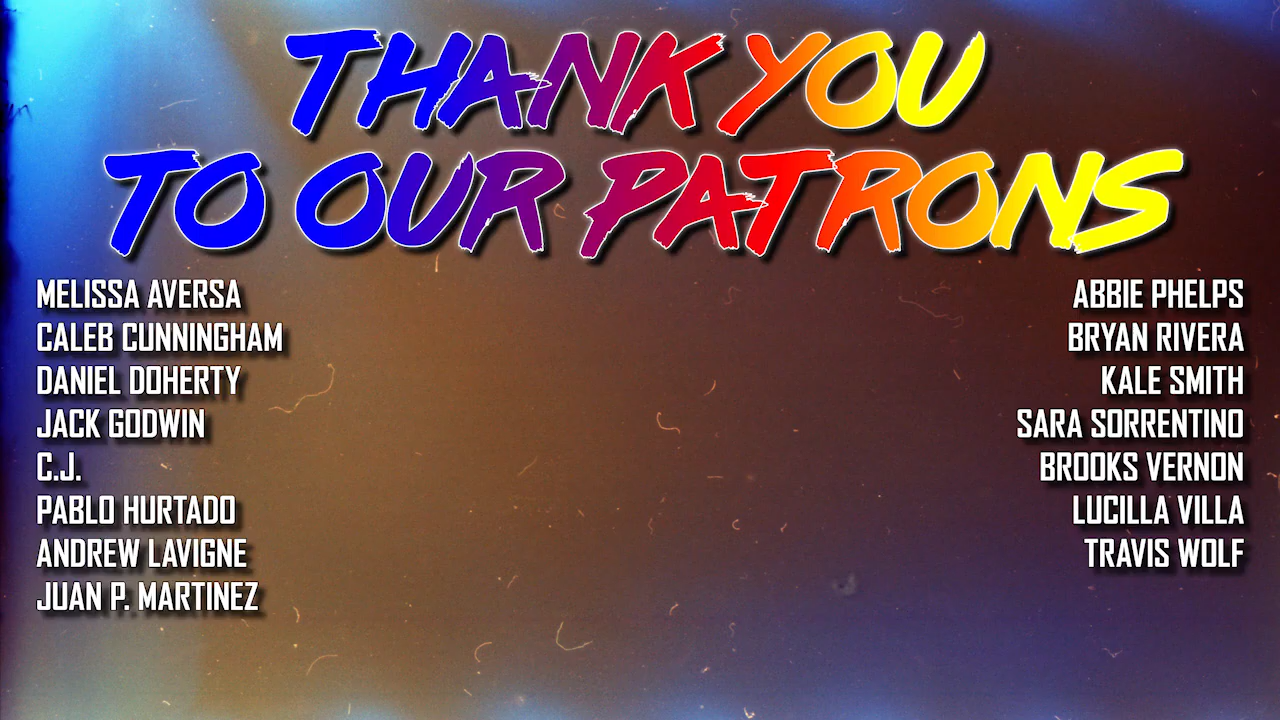 THANK YOU
TO OUR PATRONS
MELISSA AVERSA
CALEB CUNNINGHAM
DANIEL DOHERTY
JACK GODWIN
C.J.
PABLO HURTADO
ANDREW LAVIGNE
JUAN P. MARTINEZ
ABBIE PHELPS
BRYAN RIVERA
KALE SMITH
SARA SORRENTINO
BROOKS VERNON
LUCILLA VILLA
TRAVIS WOLF